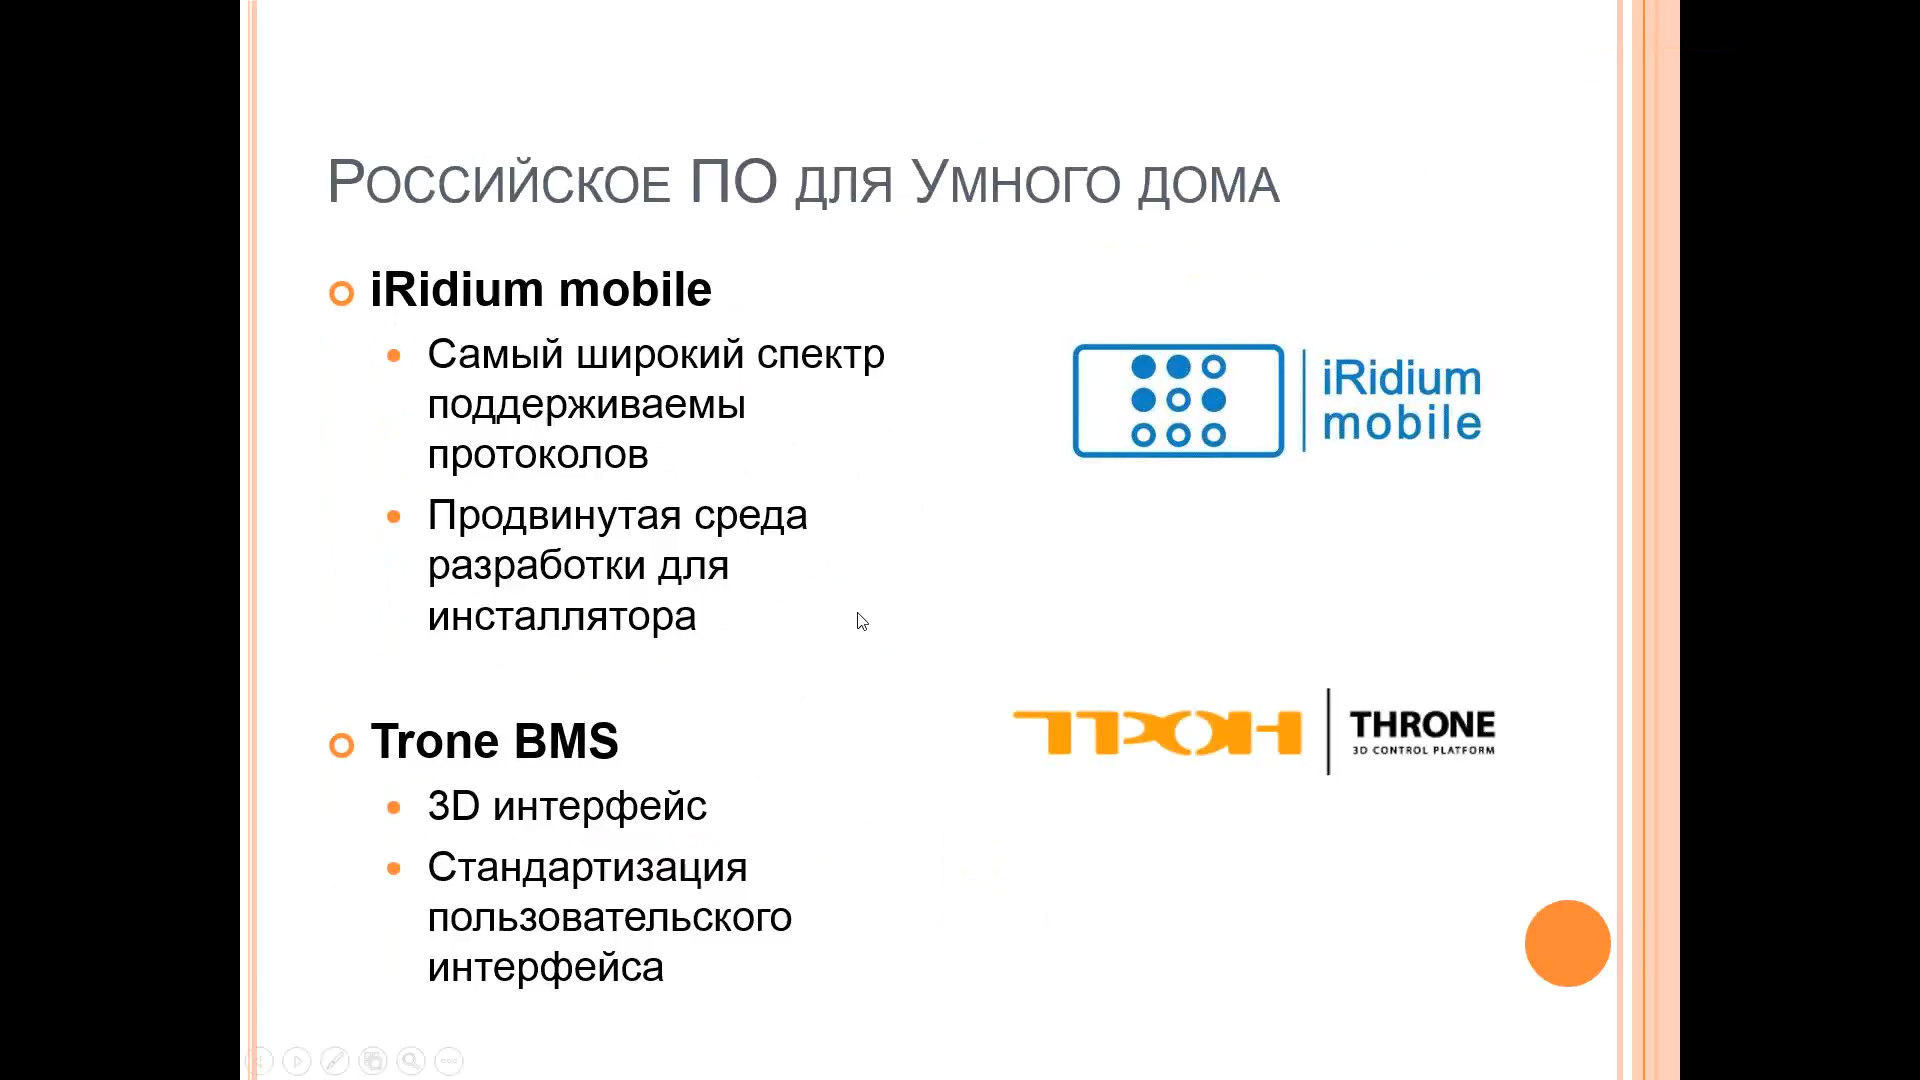 Российское ПО для Умного дома
iRidium mobile
Самый широкий спектр
поддерживаемы
протоколов
Продвинутая среда
разработки для
инсталлятора
iRidium
mobile
Trone BMS
3D интерфейс
Стандартизация
пользовательского
интерфейса
ТРОН
THRONE
3D CONTROL PLATFORM